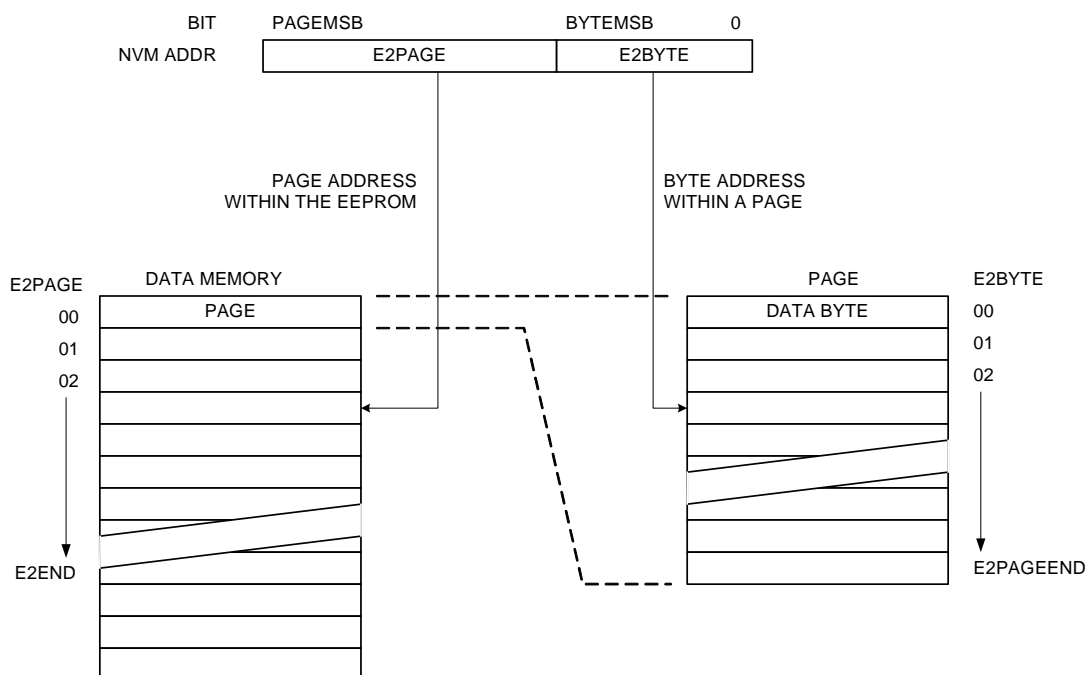 BIT PAGEMSB BYTEMSB 0
NVM ADDR E2PAGE E2BYTE
PAGE ADDRESS
WITHIN THE EEPROM
BYTE ADDRESS
WITHIN A PAGE
E2PAGE DATA MEMORY
00 PAGE
01
02
E2END
PAGE E2BYTE
DATA BYTE 00
01
02
E2PAGEEND